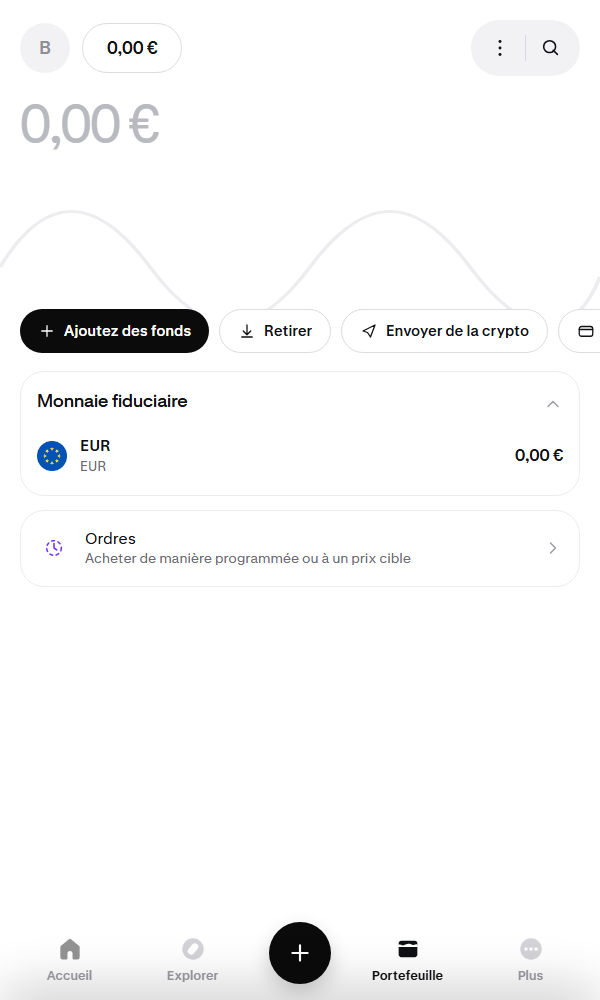 B
0,00 €
0,00 €
Ajoutez des fonds
Retirer
Envoyer de la crypto
Monnaie fiduciaire
EUR
EUR
0,00 €
Ordres
Acheter de manière programmée ou à un prix cible
Accueil
Explorer
Portefeuille
Plus